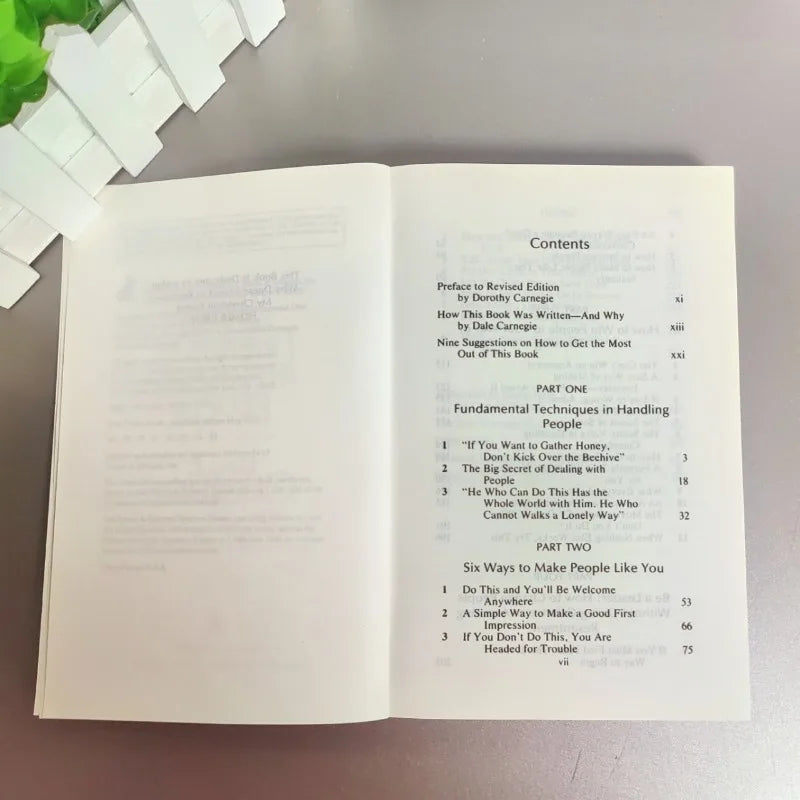 Contents
Preface to Revised Edition
by Dorothy Carnegie xi
How This Book Was Written—And Why
by Dale Carnegie xiii
Nine Suggestions on How to Get the Most
Out of This Book xxi
PART ONE
Fundamental Techniques in Handling
People
1 "If You Want to Gather Honey,
Don't Kick Over the Beehive" 3
2 The Big Secret of Dealing with
People 18
3 "He Who Can Do This Has the
Whole World with Him. He Who
Cannot Walks a Lonely Way" 32
PART TWO
Six Ways to Make People Like You
1 Do This and You'll Be Welcome
Anywhere 53
2 A Simple Way to Make a Good First
Impression 66
3 If You Don't Do This, You Are
Headed for Trouble 75
vii